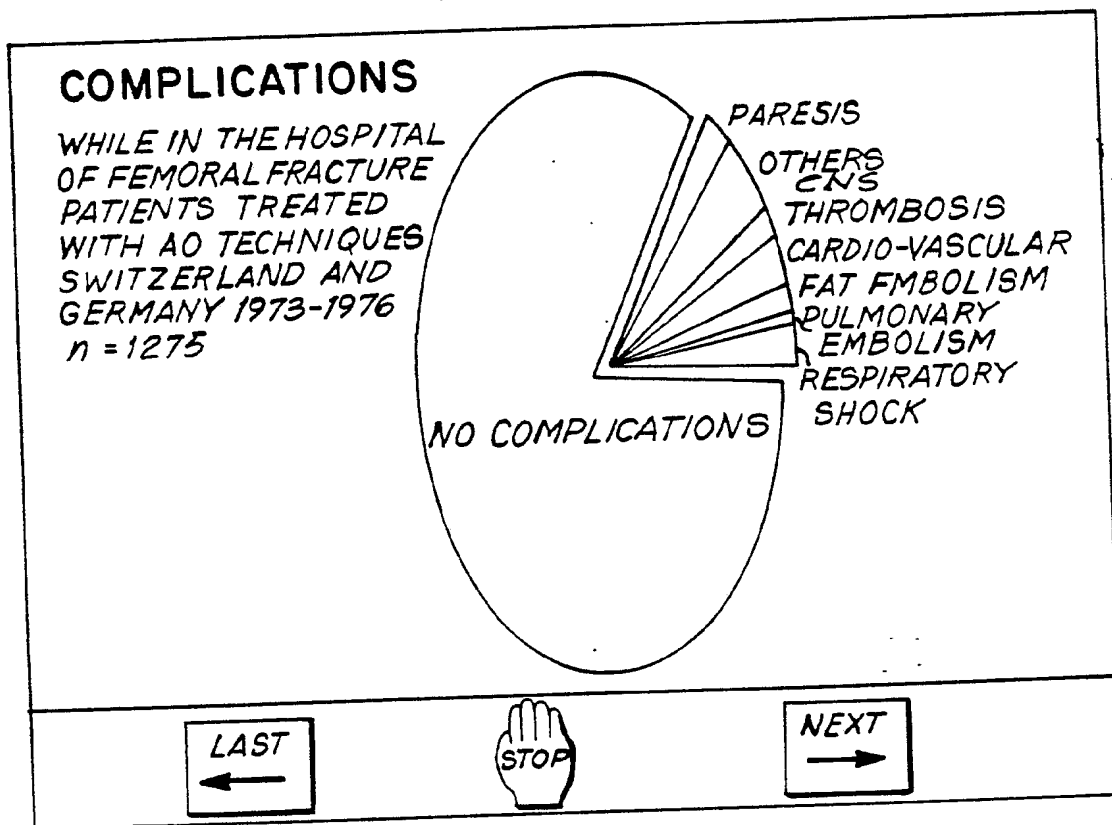 COMPLICATIONS
WHILE IN THE HOSPITAL
OF FEMORAL FRACTURE
PATIENTS TREATED
WITH AO TECHNIQUES
SWITZERLAND AND
GERMANY 1973-1976
n = 1275
PARESIS
OTHERS
CNS
THROMBOSIS
CARDIO-VASCULAR
FAT FMBOLISM
PULMONARY
EMBOLISM
RESPIRATORY
SHOCK
NO COMPLICATIONS
LAST
STOP
NEXT